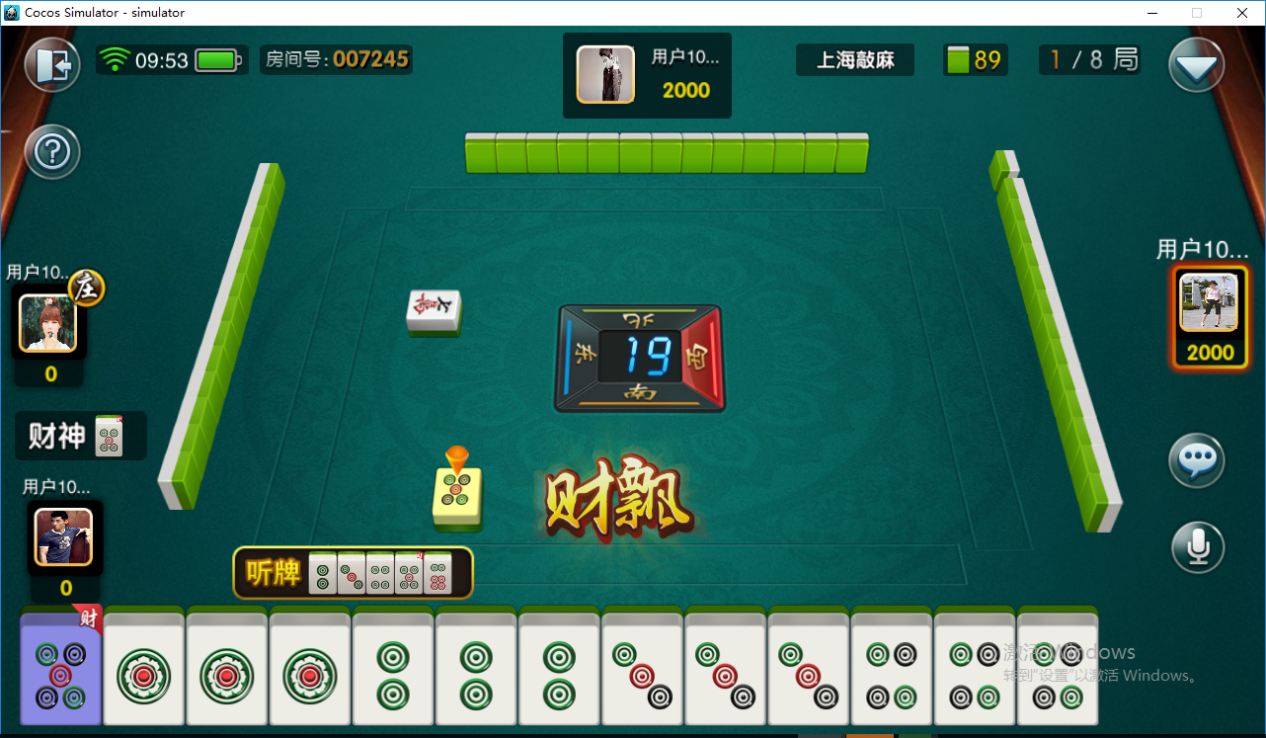 Cocos Simulator - simulator
09:53
房间号:007245
用户10...
2000
上海敲麻
89
1 / 8 局
用户10...
庄
0
用户10...
2000
北
东
19
西
南
财神
用户10...
0
财飘
听牌
财
激活 Windows
转到"设置"以激活 Windows。